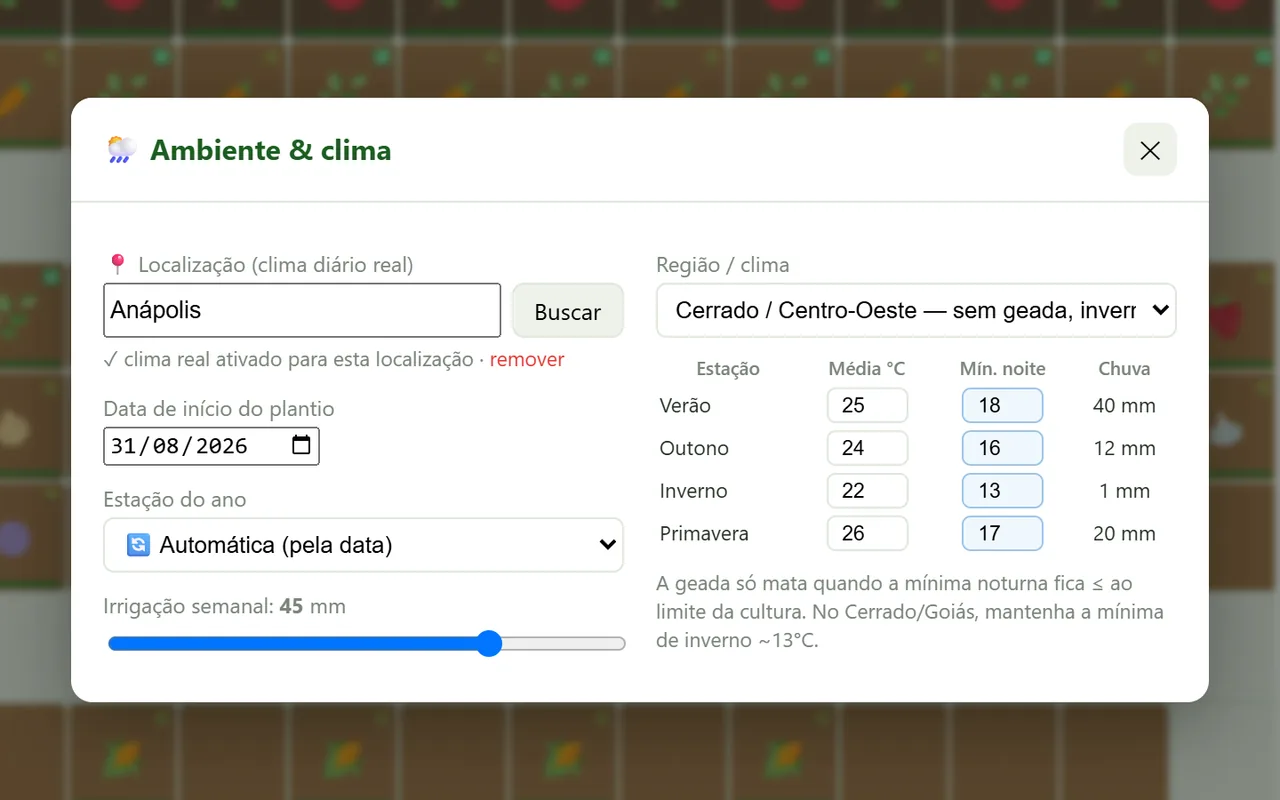 Ambiente & clima
Localização (clima diário real)
Anápolis
Buscar
✓ clima real ativado para esta localização · remover
Data de início do plantio
31/08/2026
Estação do ano
Automática (pela data)
Irrigação semanal: 45 mm
Região / clima
Cerrado / Centro-Oeste — sem geada, inverr
Estação Média °C Mín. noite Chuva
Verão 25 18 40 mm
Outono 24 16 12 mm
Inverno 22 13 1 mm
Primavera 26 17 20 mm
A geada só mata quando a mínima noturna fica ≤ ao
limite da cultura. No Cerrado/Goiás, mantenha a mínima
de inverno ~13°C.